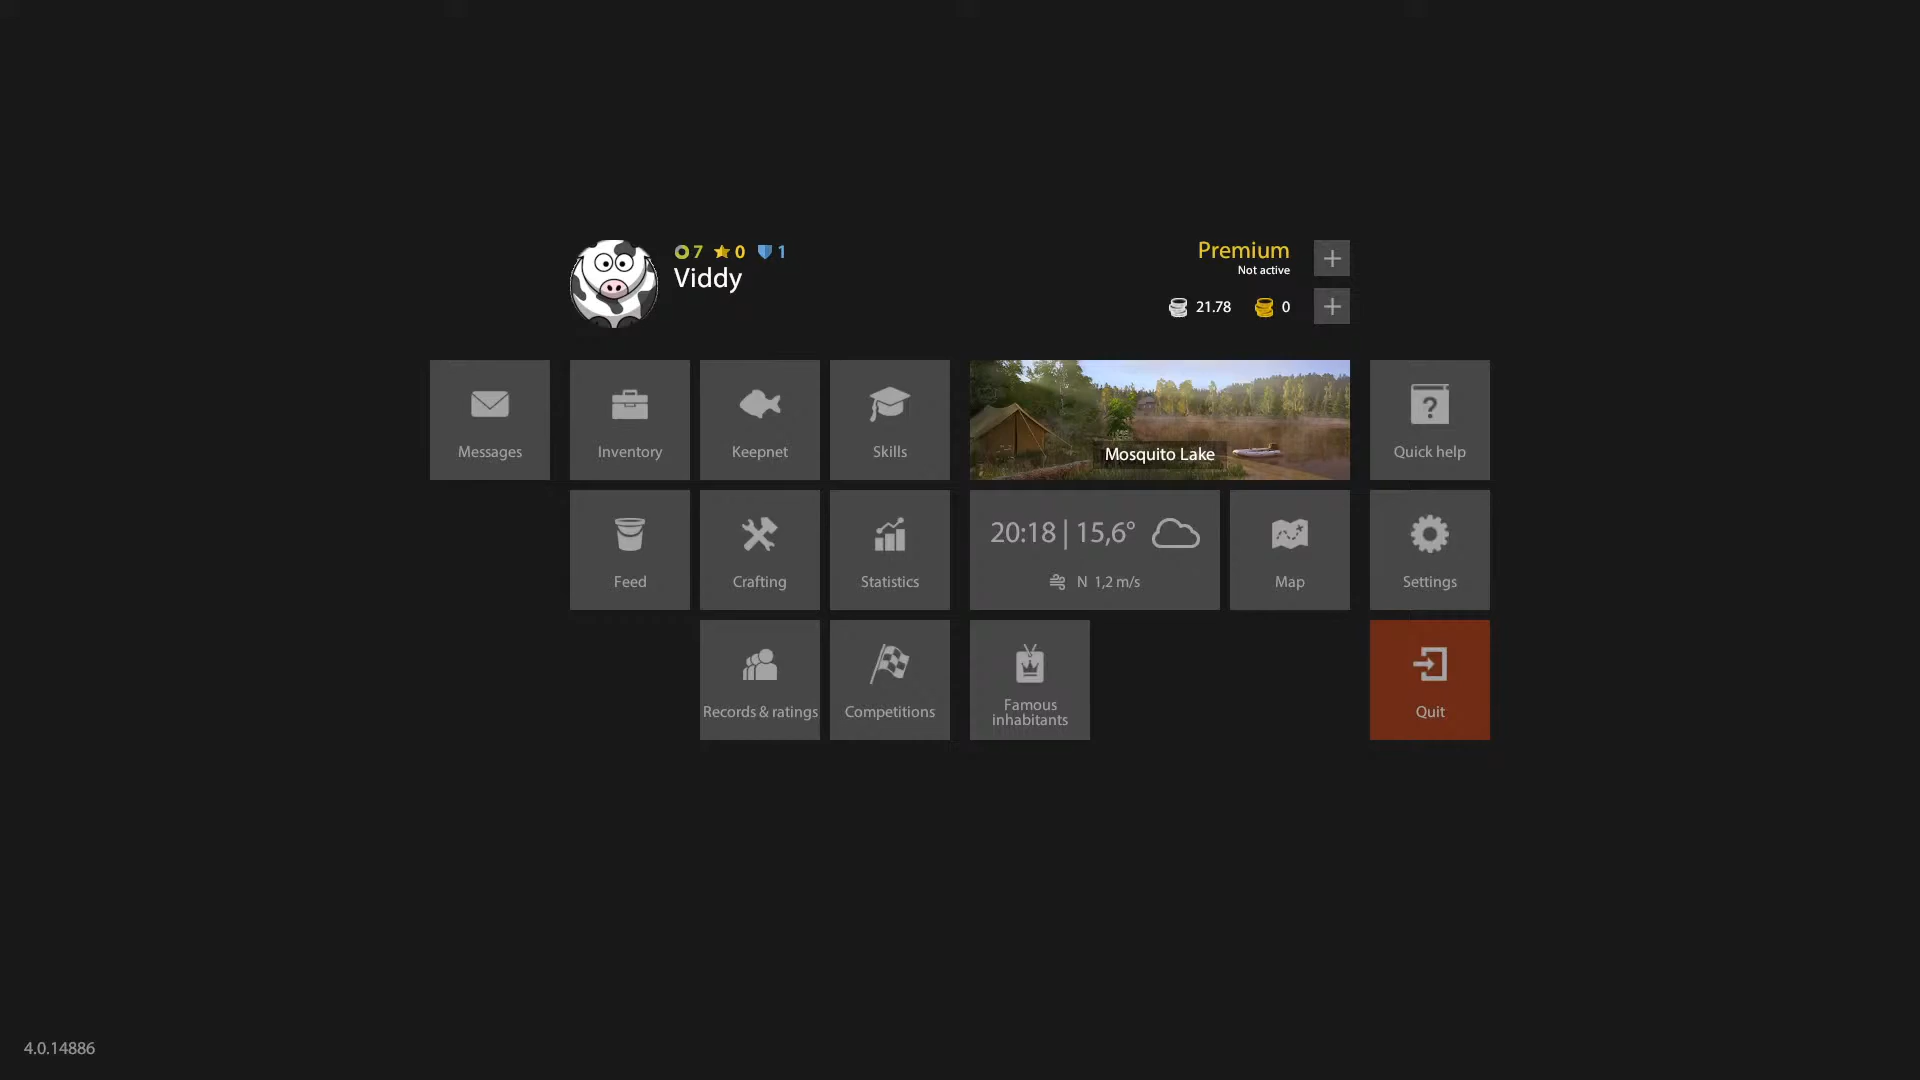 7 0 1
Viddy
Premium
Not active
21.78 0
Messages
Inventory
Keepnet
Skills
Mosquito Lake
Quick help
Feed
Crafting
Statistics
20:18 | 15,6°
N 1,2 m/s
Map
Settings
Records & ratings
Competitions
Famous
inhabitants
Quit
4.0.14886